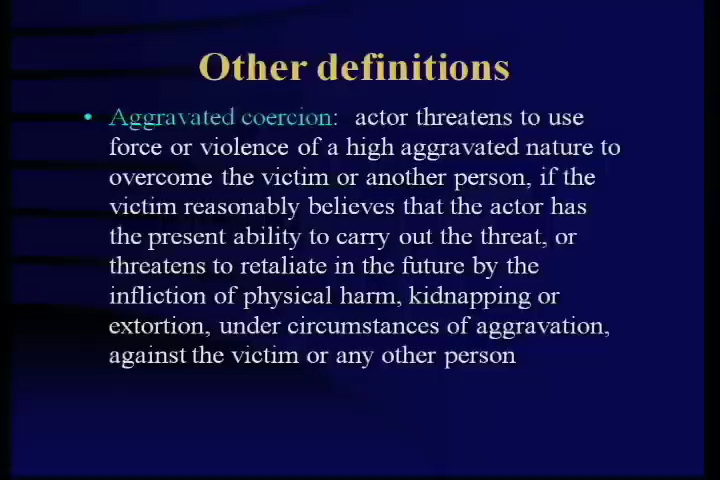 Other definitions
• Aggravated coercion: actor threatens to use
force or violence of a high aggravated nature to
overcome the victim or another person, if the
victim reasonably believes that the actor has
the present ability to carry out the threat, or
threatens to retaliate in the future by the
infliction of physical harm, kidnapping or
extortion, under circumstances of aggravation,
against the victim or any other person